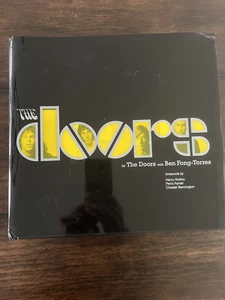 THE
doors
by The Doors with Ben Fong-Torres
forewords by
Henry Rollins
Perry Farrell
Chester Bennington